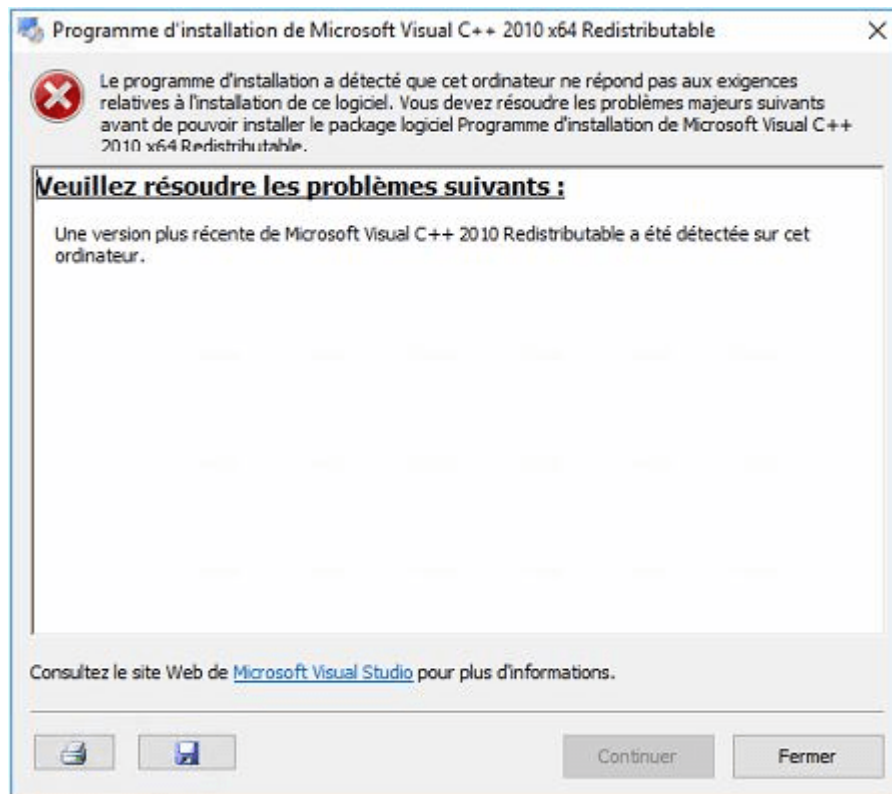 Programme d'installation de Microsoft Visual C++ 2010 x64 Redistributable
Le programme d'installation a détecté que cet ordinateur ne répond pas aux exigences
relatives à l'installation de ce logiciel. Vous devez résoudre les problèmes majeurs suivants
avant de pouvoir installer le package logiciel Programme d'installation de Microsoft Visual C++
2010 x64 Redistributable.
Veuillez résoudre les problèmes suivants :
Une version plus récente de Microsoft Visual C++ 2010 Redistributable a été détectée sur cet
ordinateur.
Consultez le site Web de Microsoft Visual Studio pour plus d'informations.
Continuer
Fermer